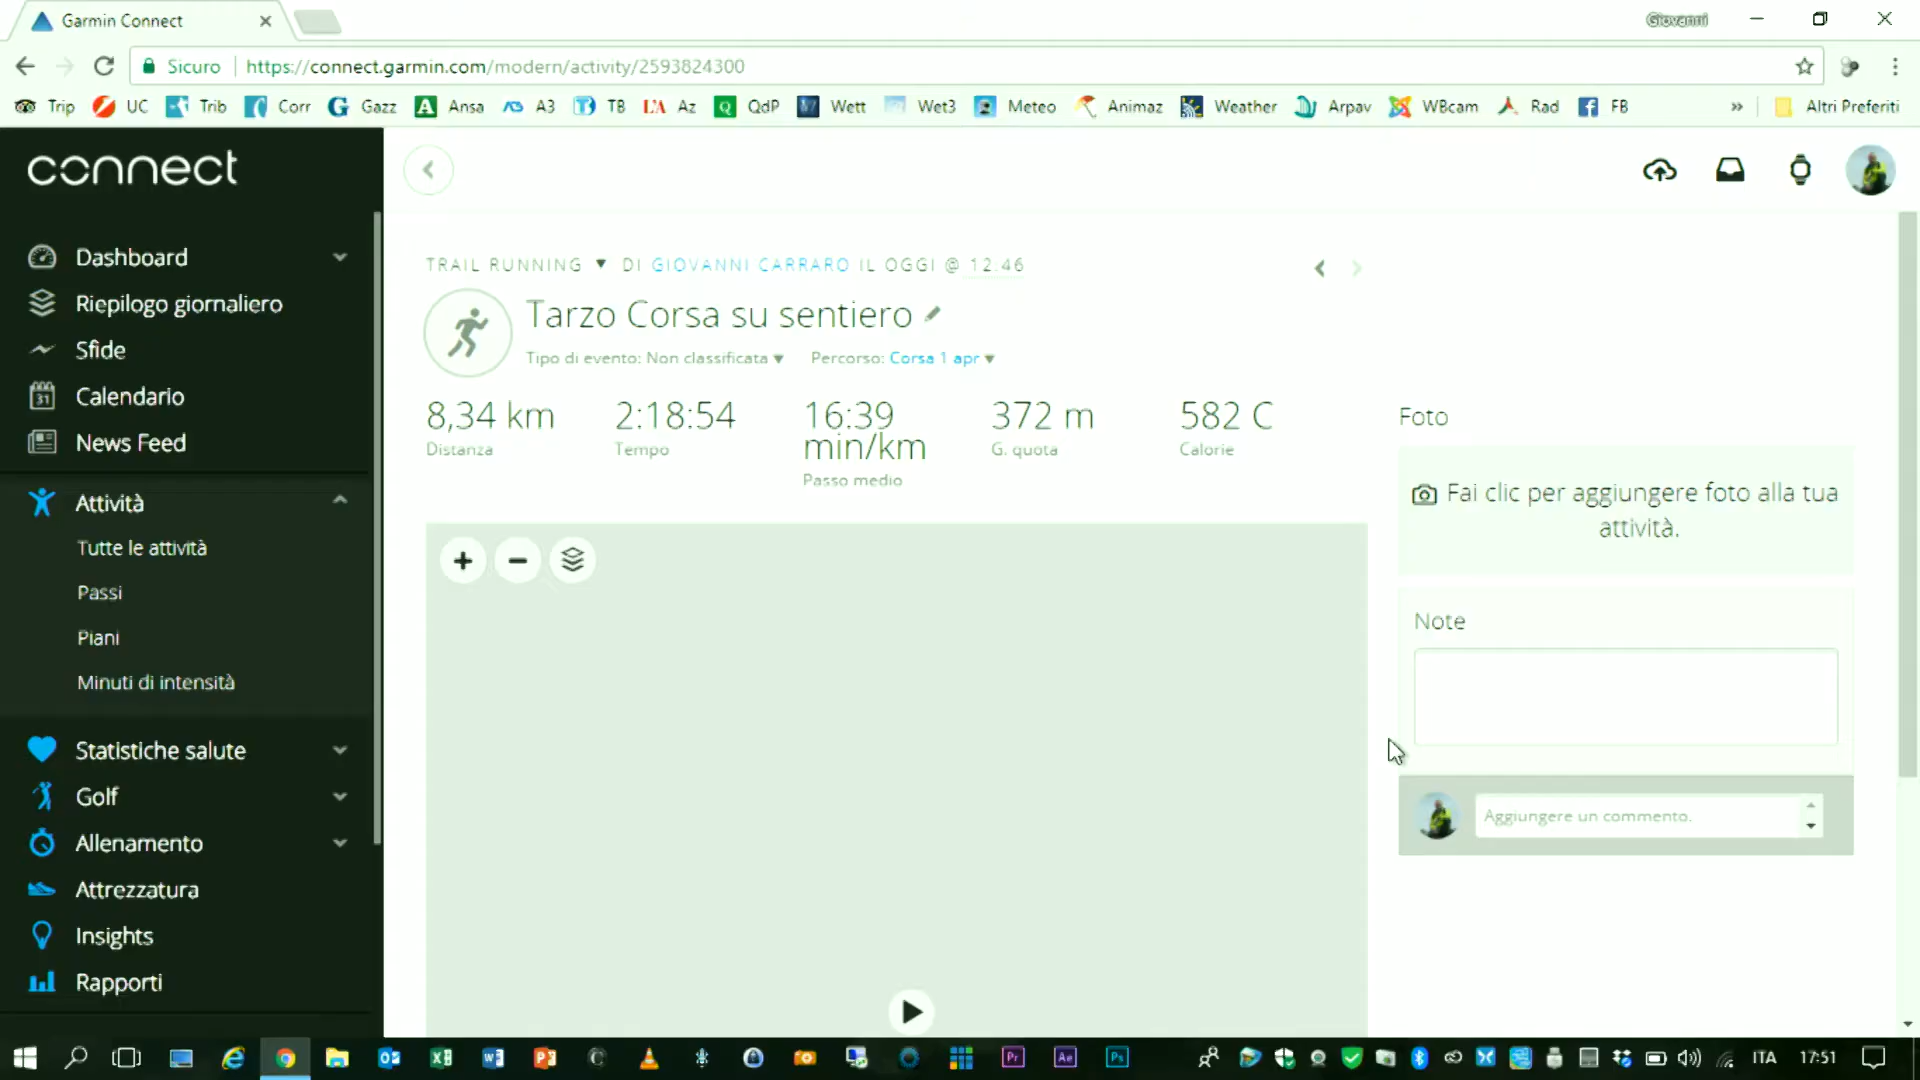 Garmin Connect
Giovanni
Sicuro https://connect.garmin.com/modern/activity/2593824300
Trip UC Trib Corr Gazz Ansa A3 TB Az QdP Wett Wet3 Meteo Animaz Weather Arpav WBcam Rad FB » Altri Preferiti
connect
Dashboard
Riepilogo giornaliero
Sfide
Calendario
News Feed
Attività
Tutte le attività
Passi
Piani
Minuti di intensità
Statistiche salute
Golf
Allenamento
Attrezzatura
Insights
Rapporti
TRAIL RUNNING ▼ DI GIOVANNI CARRARO IL OGGI @ 12.46
Tarzo Corsa su sentiero
Tipo di evento: Non classificata ▼ Percorso: Corsa 1 apr ▼
8,34 km
Distanza
2:18:54
Tempo
16:39
min/km
Passo medio
372 m
G. quota
582 C
Calorie
Foto
Fai clic per aggiungere foto alla tua
attività.
Note
Aggiungere un commento.
ITA 17:51